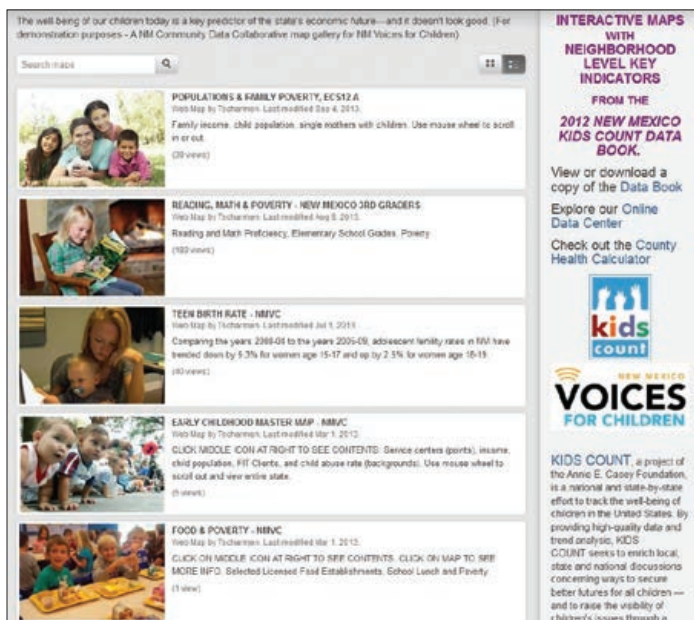 The well-being of our children today is a key predictor of the state's economic future—and it doesn't look good. (For
demonstration purposes - A NM Community Data Collaborative map gallery for NM Voices for Children)
Search maps
POPULATIONS & FAMILY POVERTY, ECS12 A
Web Map by Tscharmen. Last modified Sep 4, 2013.
Family income, child population, single mothers with children. Use mouse wheel to scroll
in or out.
views)
READING, MATH & POVERTY - NEW MEXICO 3RD GRADERS
Web Map by Tscharmen. Last modified Aug 8, 2013.
Reading and Math Proficiency, Elementary School Grades, Poverty
views)
TEEN BIRTH RATE - NMVC
Web Map by Tscharmen. Last modified Jul 1, 2013.
Comparing the years to the years adolescent fertility rates in NM have
trended down by 5.3% for women age 15-17 and up by 2.5% for women age 18-19.
views)
EARLY CHILDHOOD MASTER MAP - NMVC
Web Map by Tscharmen. Last modified Mar 1, 2013.
CLICK MIDDLE ICON AT RIGHT TO SEE CONTENTS: Service centers (points), income,
child population, FIT Clients, and child abuse rate (backgrounds). Use mouse wheel to
scroll out and view entire state.
views)
FOOD & POVERTY - NMVC
Web Map by Tscharmen. Last modified Mar 1, 2013.
CLICK ON MIDDLE ICON AT RIGHT TO SEE CONTENTS. CLICK ON MAP TO SEE
MORE INFO. Selected Licensed Food Establishments, School Lunch and Poverty
(1 view)
INTERACTIVE MAPS
WITH
NEIGHBORHOOD
LEVEL KEY
INDICATORS
FROM THE
2012 NEW MEXICO
KIDS COUNT DATA
BOOK.
View or download a
copy of the Data Book
Explore our Online
Data Center
Check out the County
Health Calculator
kids
count
NEW MEXICO
VOICES
FOR CHILDREN
KIDS COUNT, a project of
the Annie E. Casey Foundation,
is a national and state-by-state
effort to track the well-being of
children in the United States. By
providing high-quality data and
trend analysis, KIDS
COUNT seeks to enrich local,
state and national discussions
concerning ways to secure
better futures for all children —
and to raise the visibility of
children's issues through a